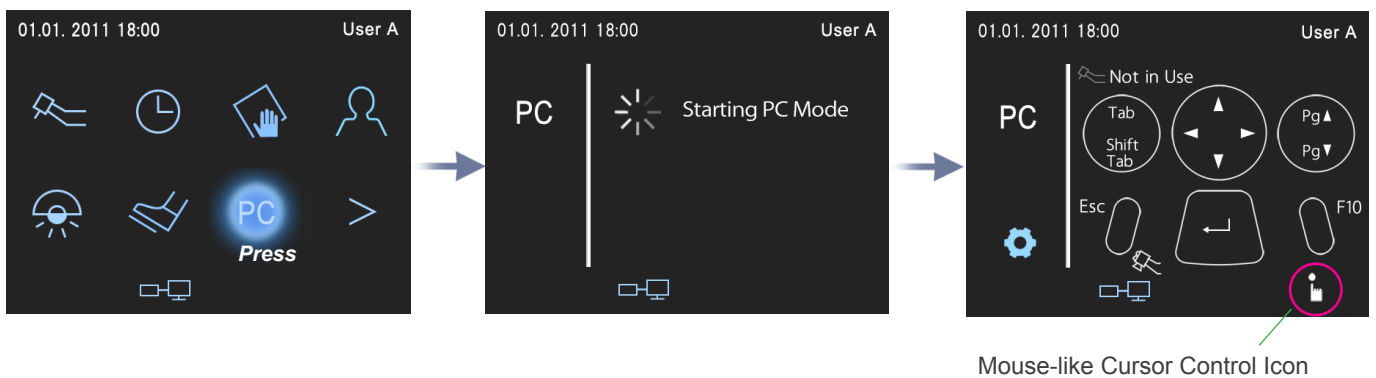 01.01. 2011 18:00 User A
PC
Press
01.01. 2011 18:00 User A
PC
Starting PC Mode
01.01. 2011 18:00 User A
Not in Use
PC
Tab
Shift
Tab
Pg▲
Pg▼
Esc
F10
Mouse-like Cursor Control Icon